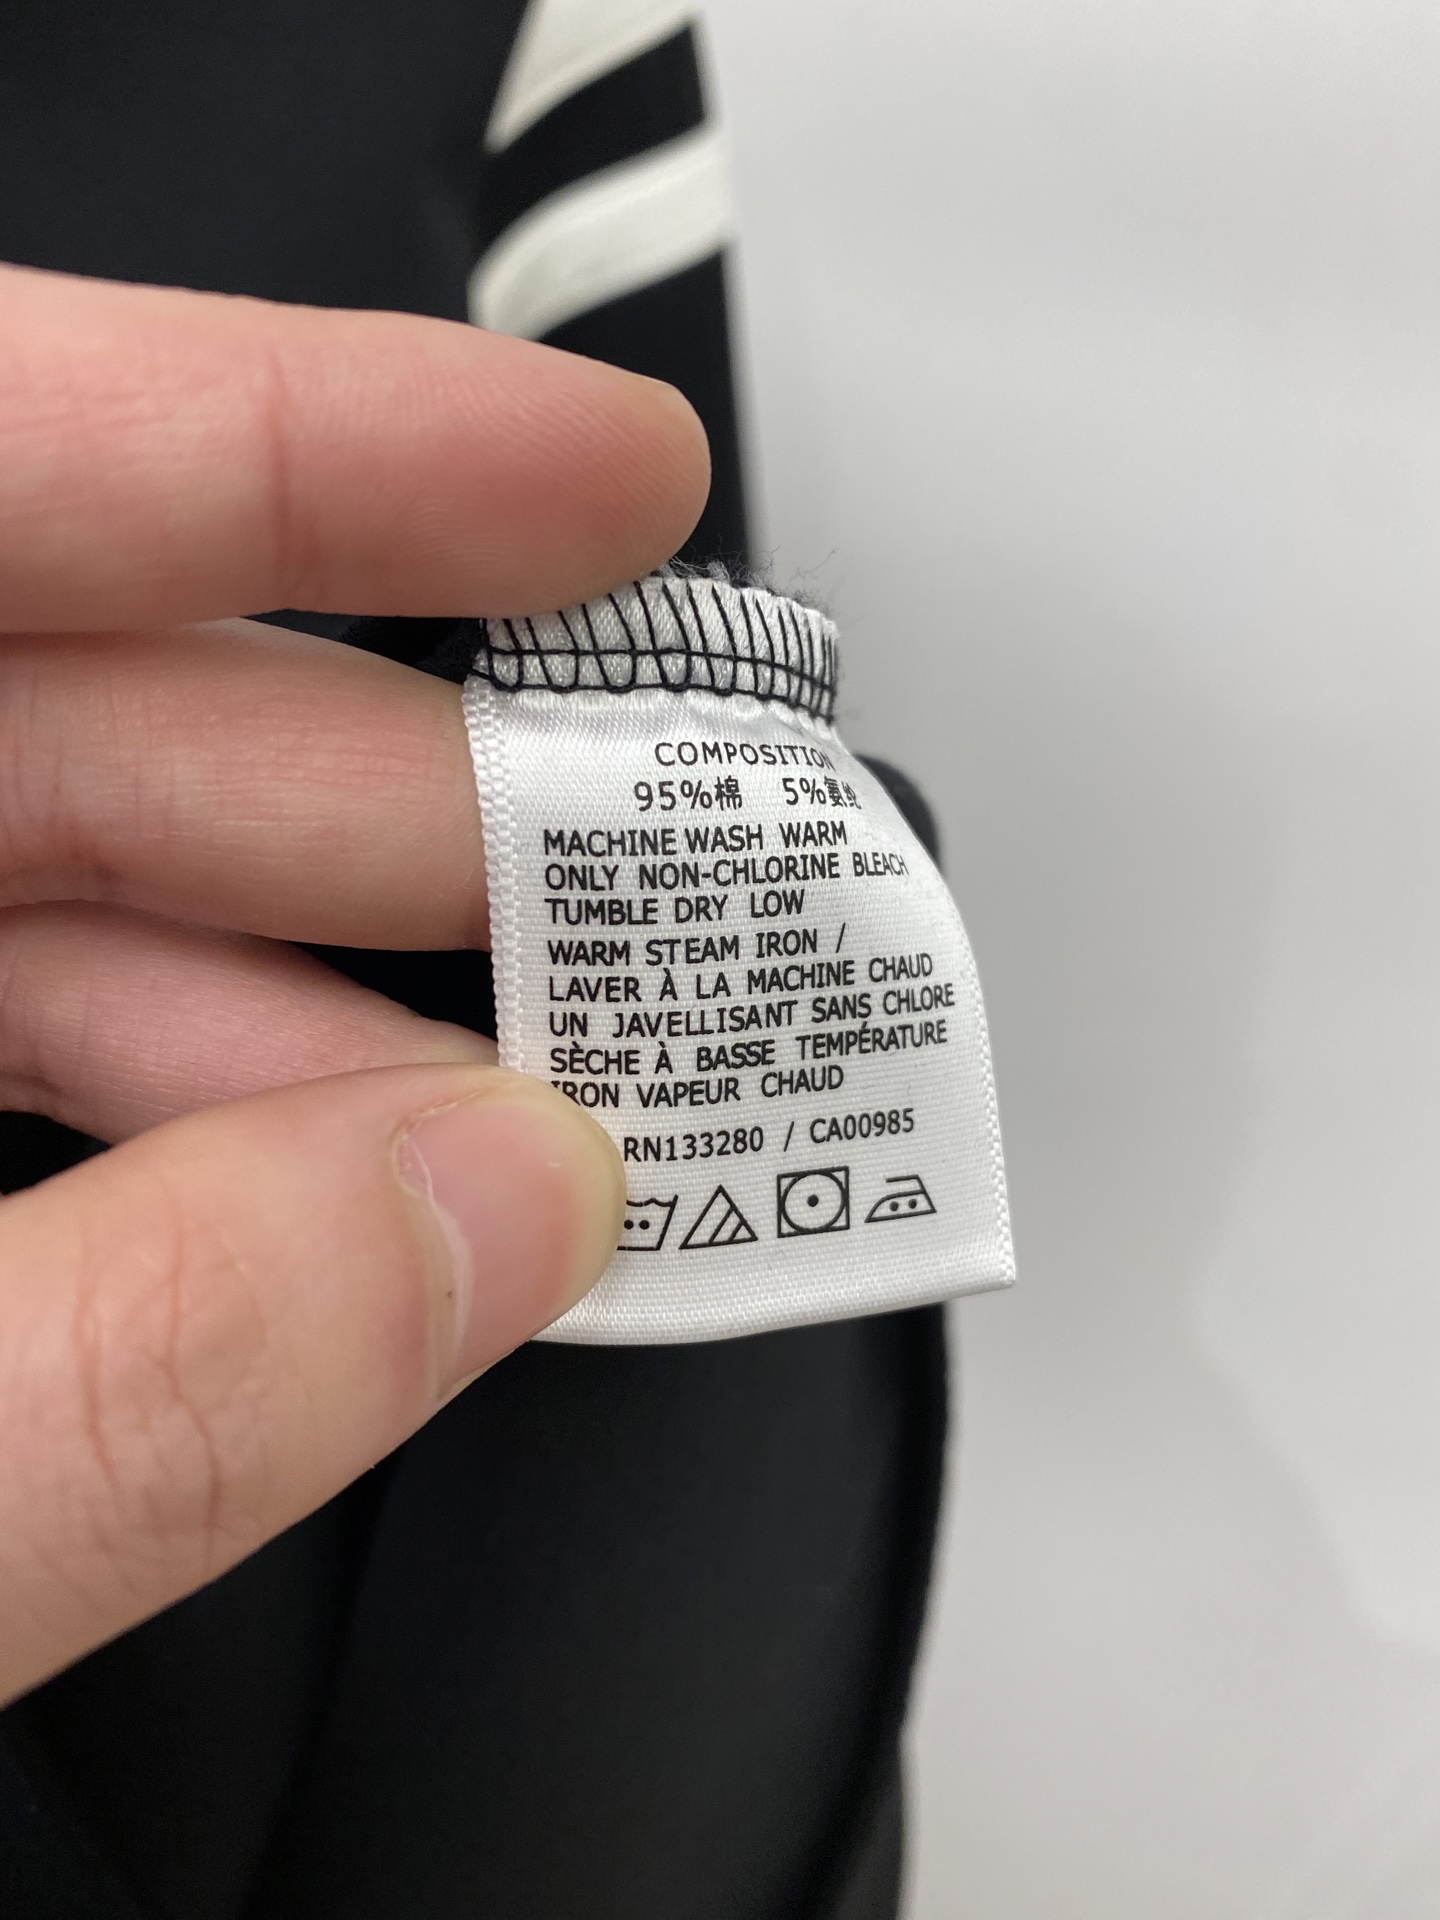 COMPOSITION
95%棉 5%氨纶
MACHINE WASH WARM
ONLY NON-CHLORINE BLEACH
TUMBLE DRY LOW
WARM STEAM IRON /
LAVER À LA MACHINE CHAUD
UN JAVELLISANT SANS CHLORE
SÈCHE À BASSE TEMPÉRATURE
IRON VAPEUR CHAUD
RN133280 / CA00985